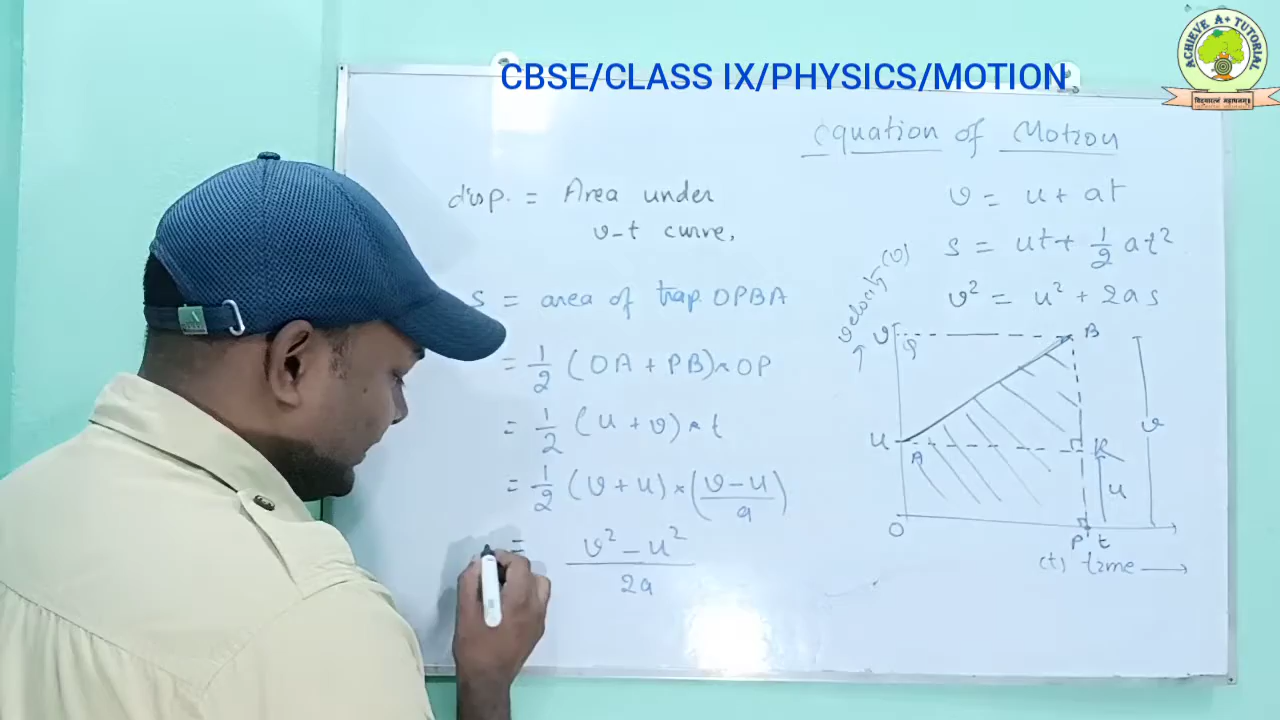 CBSE/CLASS IX/PHYSICS/MOTION
ACHIEVE A+ TUTORIAL
Equation of Motion
v = u + at
s = ut + 1/2 at²
v² = u² + 2as
disp. = Area under
v-t curve,
s = area of trap. OPBA
= 1/2 (OA + PB) × OP
= 1/2 (u + v) × t
= 1/2 (v + u) × (v - u / a)
= v² - u² / 2a
velocity (v)
v
B
u
A
R
v
u
O
P
t
(t) time